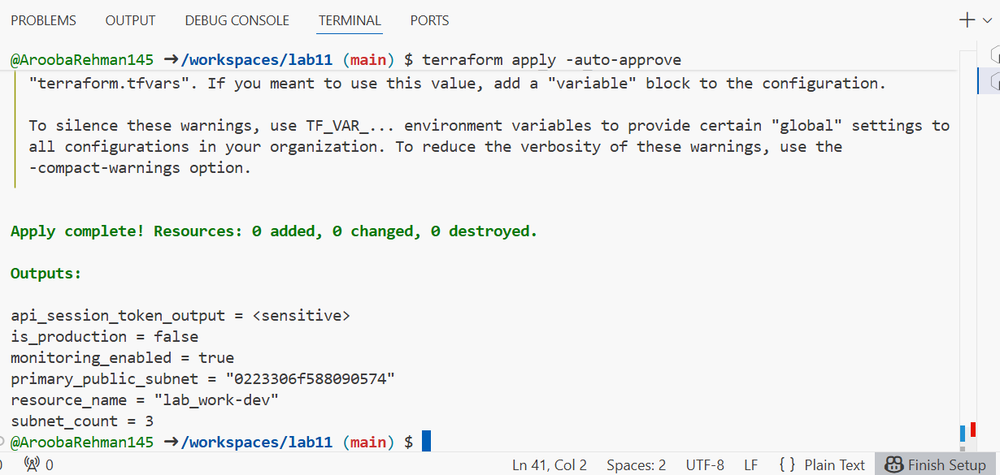 PROBLEMS OUTPUT DEBUG CONSOLE TERMINAL PORTS
@AroobaRehman145 ➜/workspaces/lab11 (main) $ terraform apply -auto-approve
"terraform.tfvars". If you meant to use this value, add a "variable" block to the configuration.
To silence these warnings, use TF_VAR_... environment variables to provide certain "global" settings to
all configurations in your organization. To reduce the verbosity of these warnings, use the
-compact-warnings option.
Apply complete! Resources: 0 added, 0 changed, 0 destroyed.
Outputs:
api_session_token_output = <sensitive>
is_production = false
monitoring_enabled = true
primary_public_subnet = "0223306f588090574"
resource_name = "lab_work-dev"
subnet_count = 3
@AroobaRehman145 ➜/workspaces/lab11 (main) $
0 Ln 41, Col 2 Spaces: 2 UTF-8 LF { } Plain Text Finish Setup